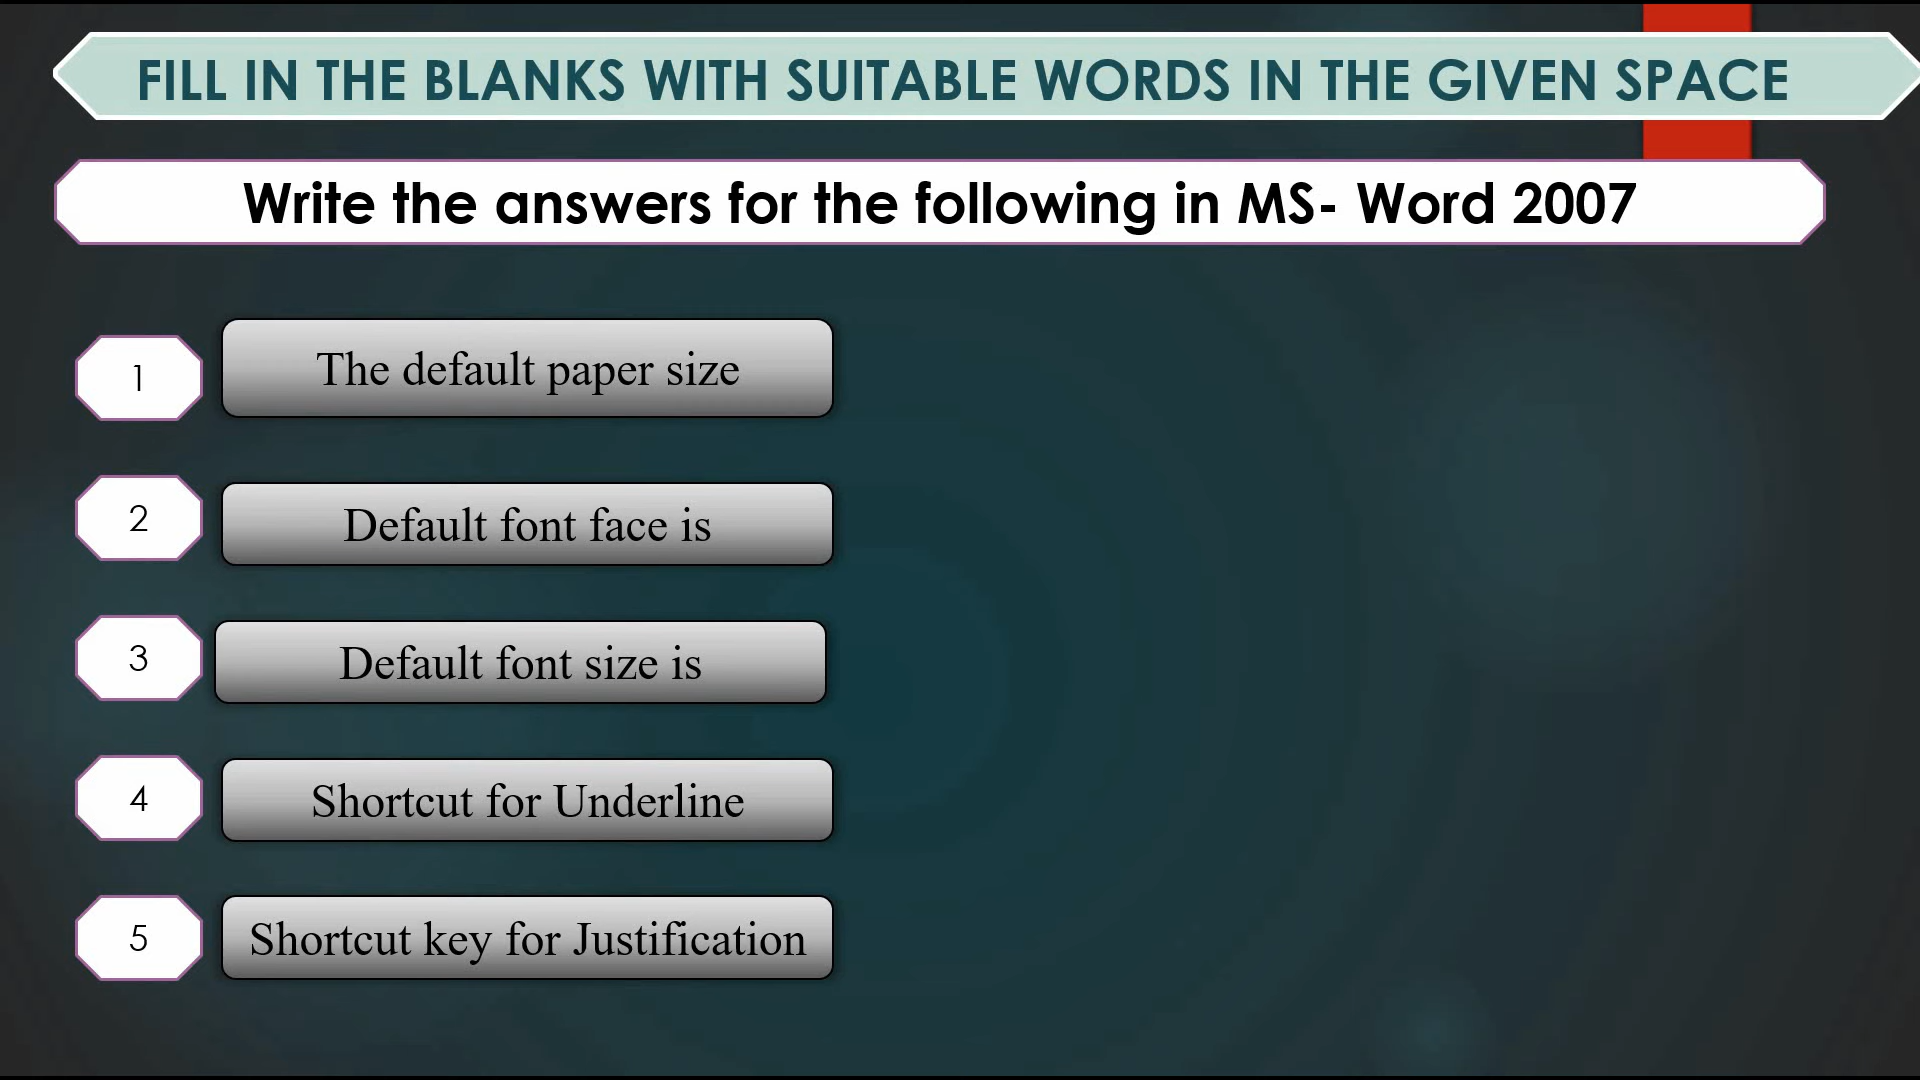 FILL IN THE BLANKS WITH SUITABLE WORDS IN THE GIVEN SPACE
Write the answers for the following in MS- Word 2007
1 The default paper size
2 Default font face is
3 Default font size is
4 Shortcut for Underline
5 Shortcut key for Justification